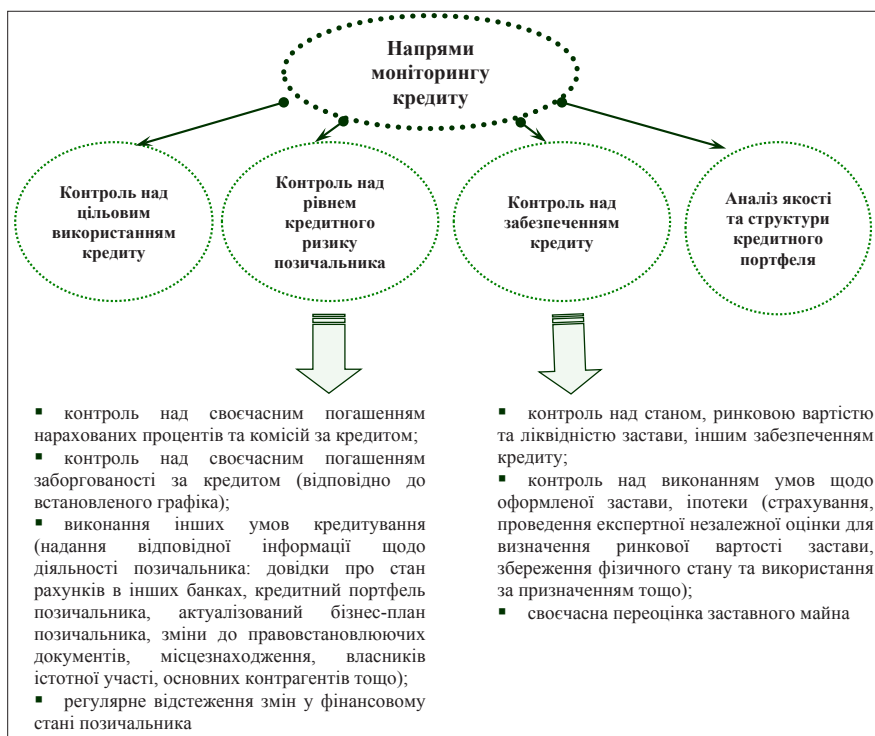 Напрями
моніторингу
кредиту
Контроль над
цільовим
використанням
кредиту
Контроль над
рівнем
кредитного
ризику
позичальника
Контроль над
забезпеченням
кредиту
Аналіз якості
та структури
кредитного
портфеля
▪ контроль над своєчасним погашенням
нарахованих процентів та комісій за кредитом;
▪ контроль над своєчасним погашенням
заборгованості за кредитом (відповідно до
встановленого графіка);
▪ виконання інших умов кредитування
(надання відповідної інформації щодо
діяльності позичальника: довідки про стан
рахунків в інших банках, кредитний портфель
позичальника, актуалізований бізнес-план
позичальника, зміни до правовстановлюючих
документів, місцезнаходження, власників
істотної участі, основних контрагентів тощо);
▪ регулярне відстеження змін у фінансовому
стані позичальника
▪ контроль над станом, ринковою вартістю
та ліквідністю застави, іншим забезпеченням
кредиту;
▪ контроль над виконанням умов щодо
оформленої застави, іпотеки (страхування,
проведення експертної незалежної оцінки для
визначення ринкової вартості застави,
збереження фізичного стану та використання
за призначенням тощо);
▪ своєчасна переоцінка заставного майна